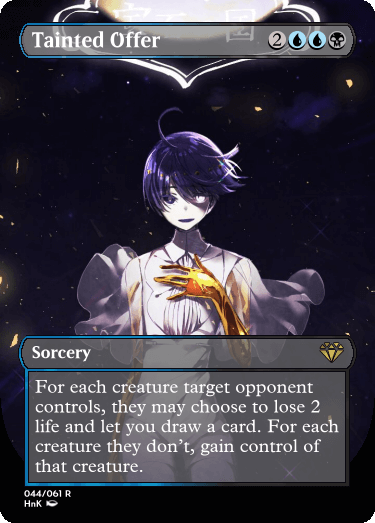 Tainted Offer 2
Sorcery
For each creature target opponent
controls, they may choose to lose 2
life and let you draw a card. For each
creature they don't, gain control of
that creature.
044/061 R
HnK